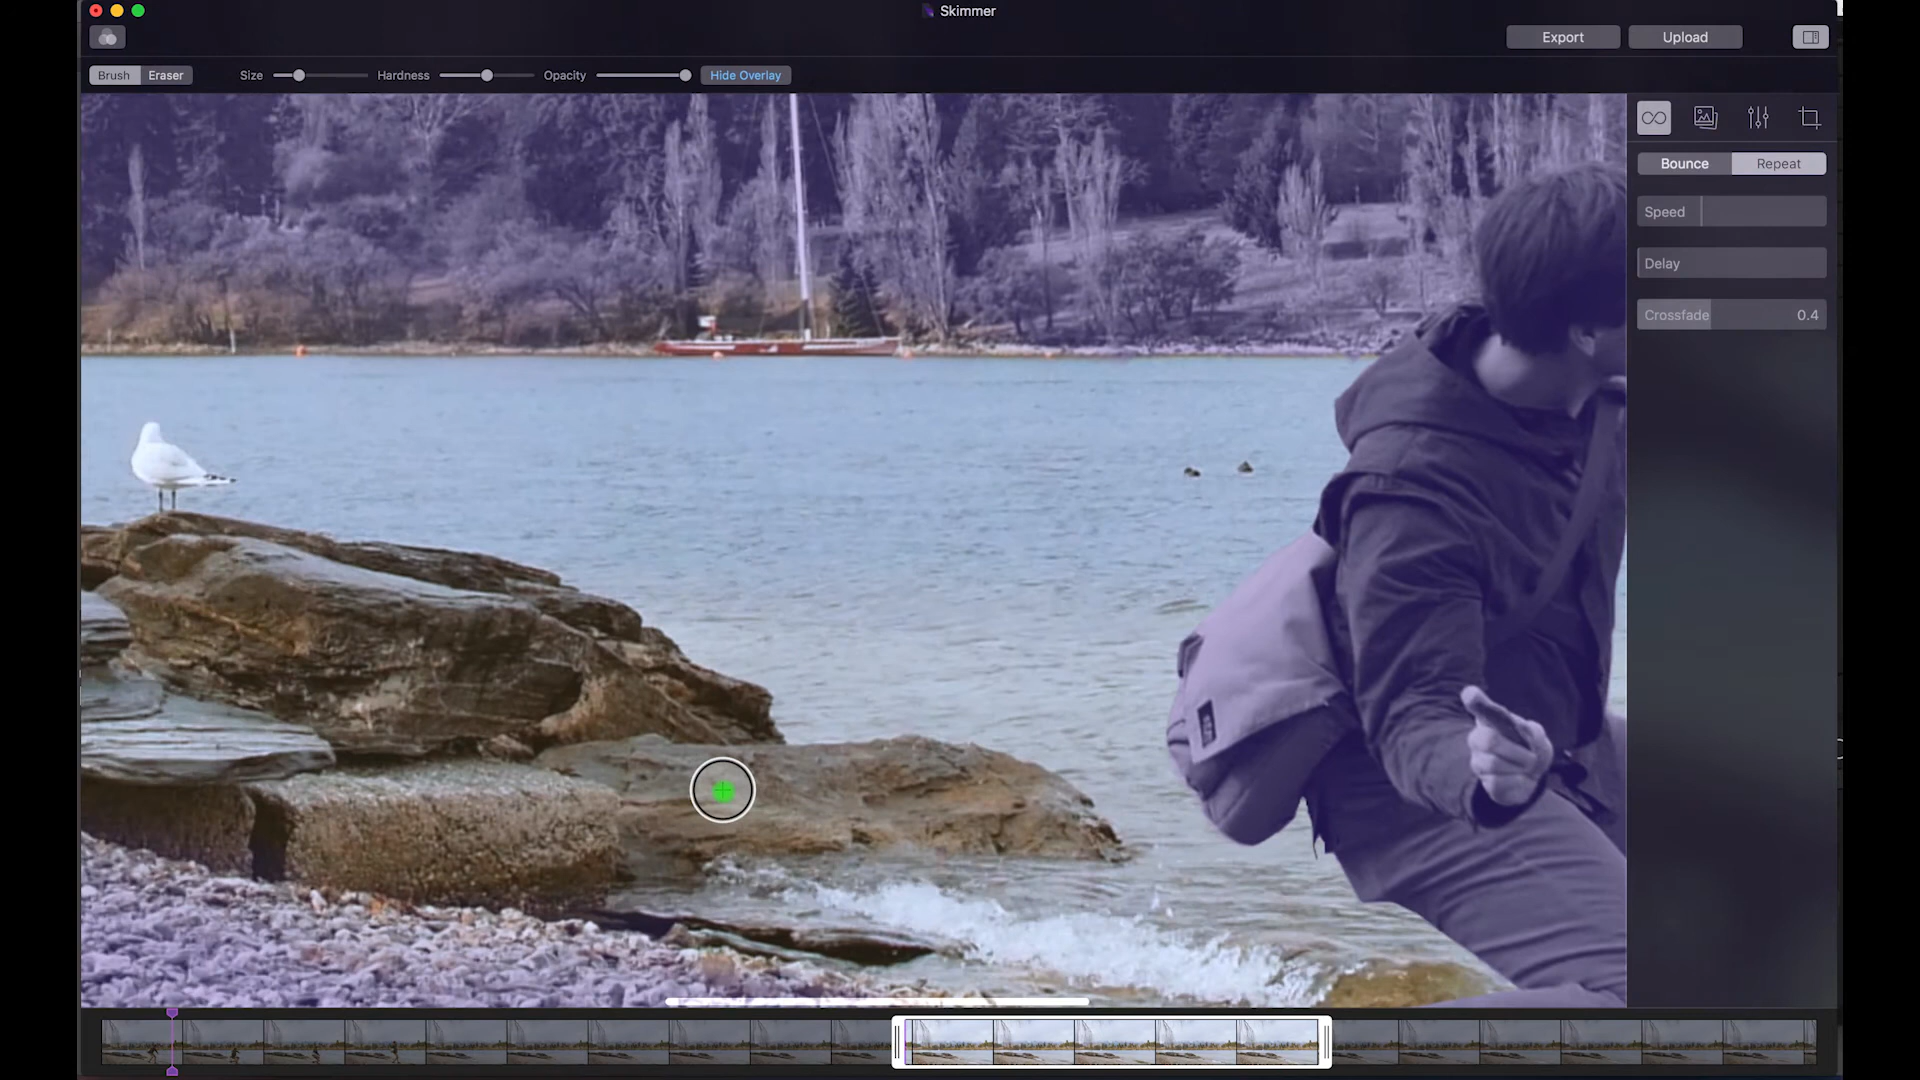 Skimmer
Export
Upload
Brush
Eraser
Size
Hardness
Opacity
Hide Overlay
Bounce
Repeat
Speed
Delay
Crossfade
0.4